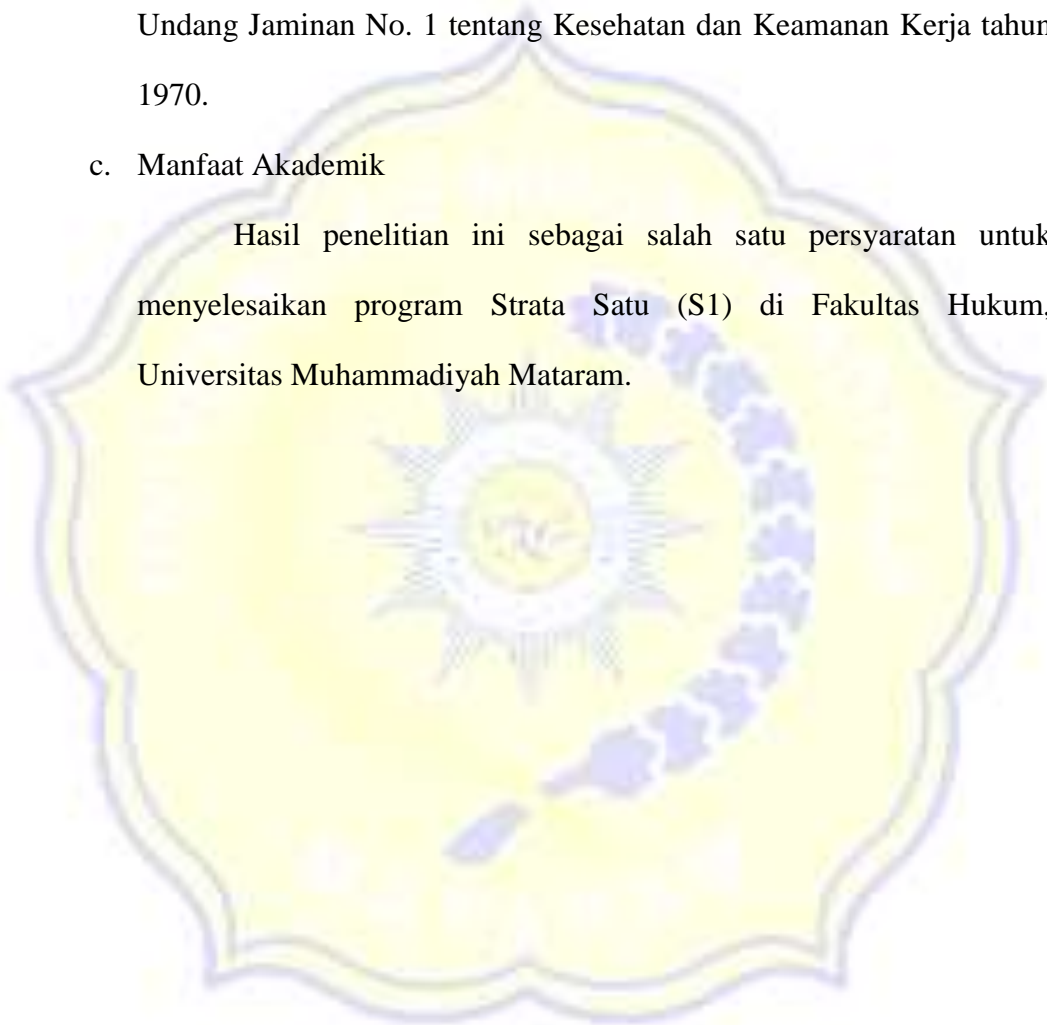 Undang Jaminan No. 1 tentang Kesehatan dan Keamanan Kerja tahun
1970.
c. Manfaat Akademik
Hasil penelitian ini sebagai salah satu persyaratan untuk
menyelesaikan program Strata Satu (S1) di Fakultas Hukum,
Universitas Muhammadiyah Mataram.